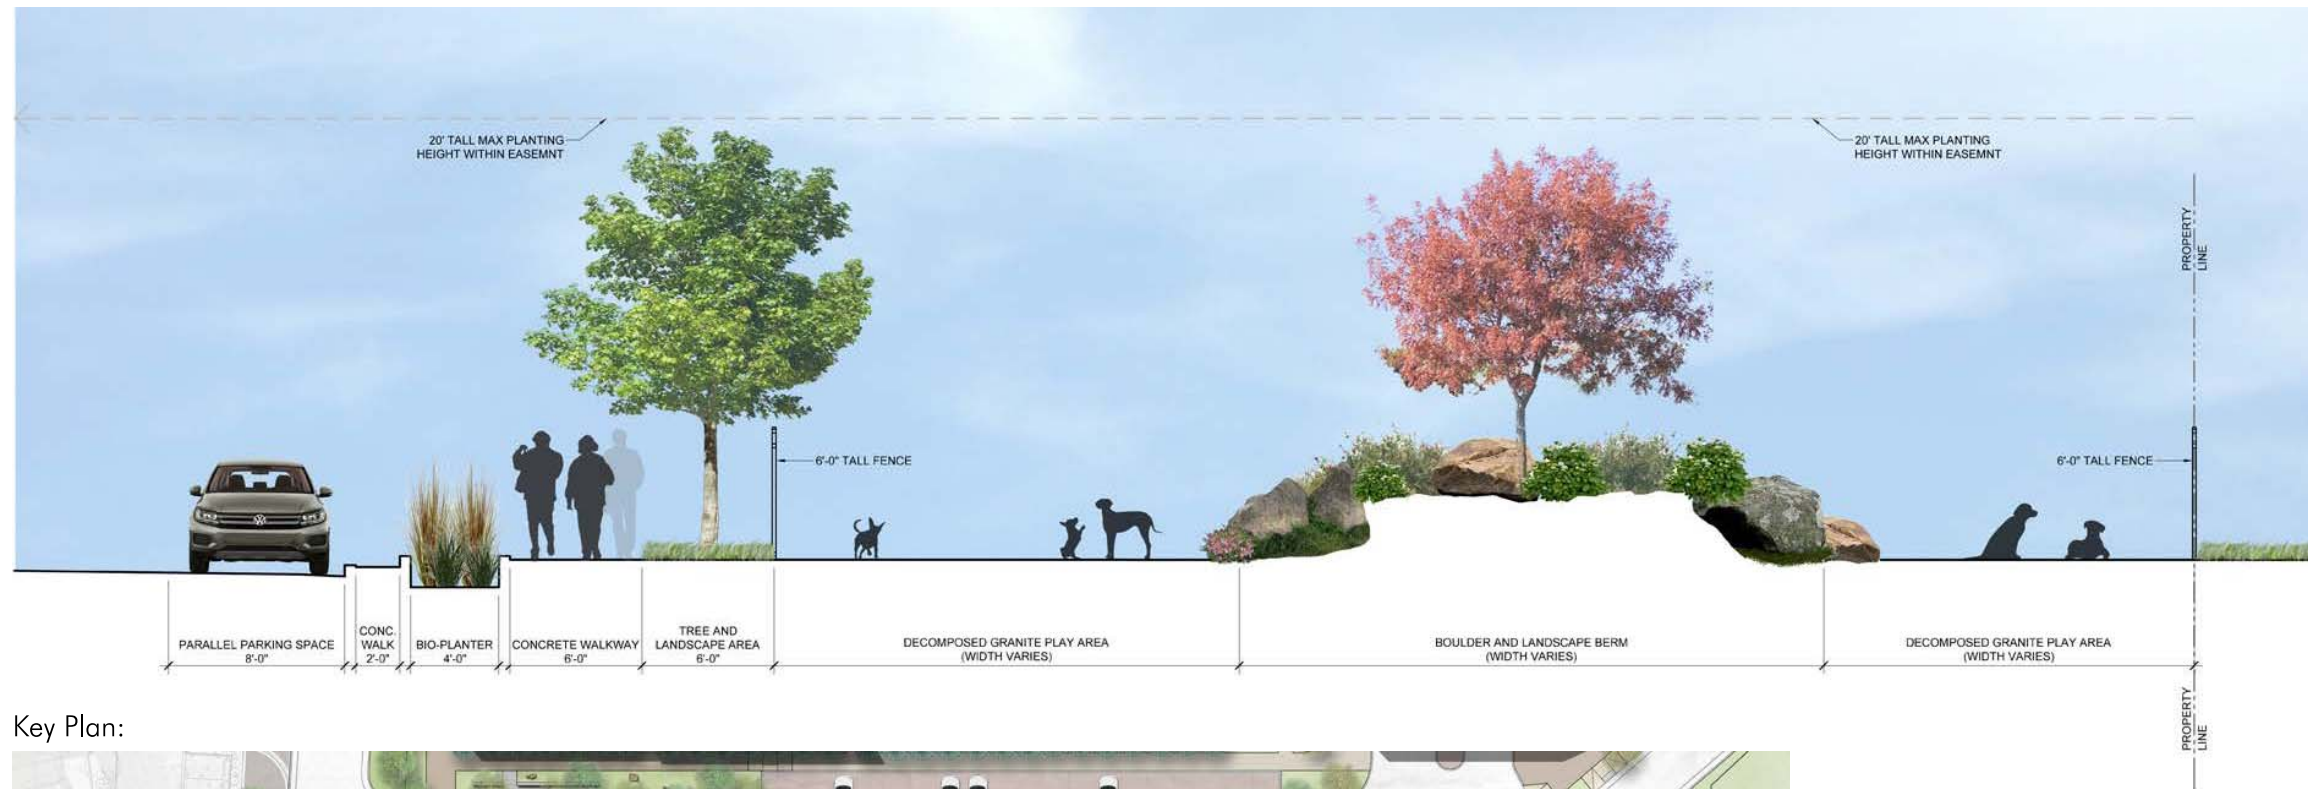 20' TALL MAX PLANTING
HEIGHT WITHIN EASEMNT
20' TALL MAX PLANTING
HEIGHT WITHIN EASEMNT
PROPERTY
LINE
6'-0" TALL FENCE
6'-0" TALL FENCE
PARALLEL PARKING SPACE
8'-0"
CONC.
WALK
2'-0"
BIO-PLANTER
4'-0"
CONCRETE WALKWAY
6'-0"
TREE AND
LANDSCAPE AREA
6'-0"
DECOMPOSED GRANITE PLAY AREA
(WIDTH VARIES)
BOULDER AND LANDSCAPE BERM
(WIDTH VARIES)
DECOMPOSED GRANITE PLAY AREA
(WIDTH VARIES)
PROPERTY
LINE
Key Plan: